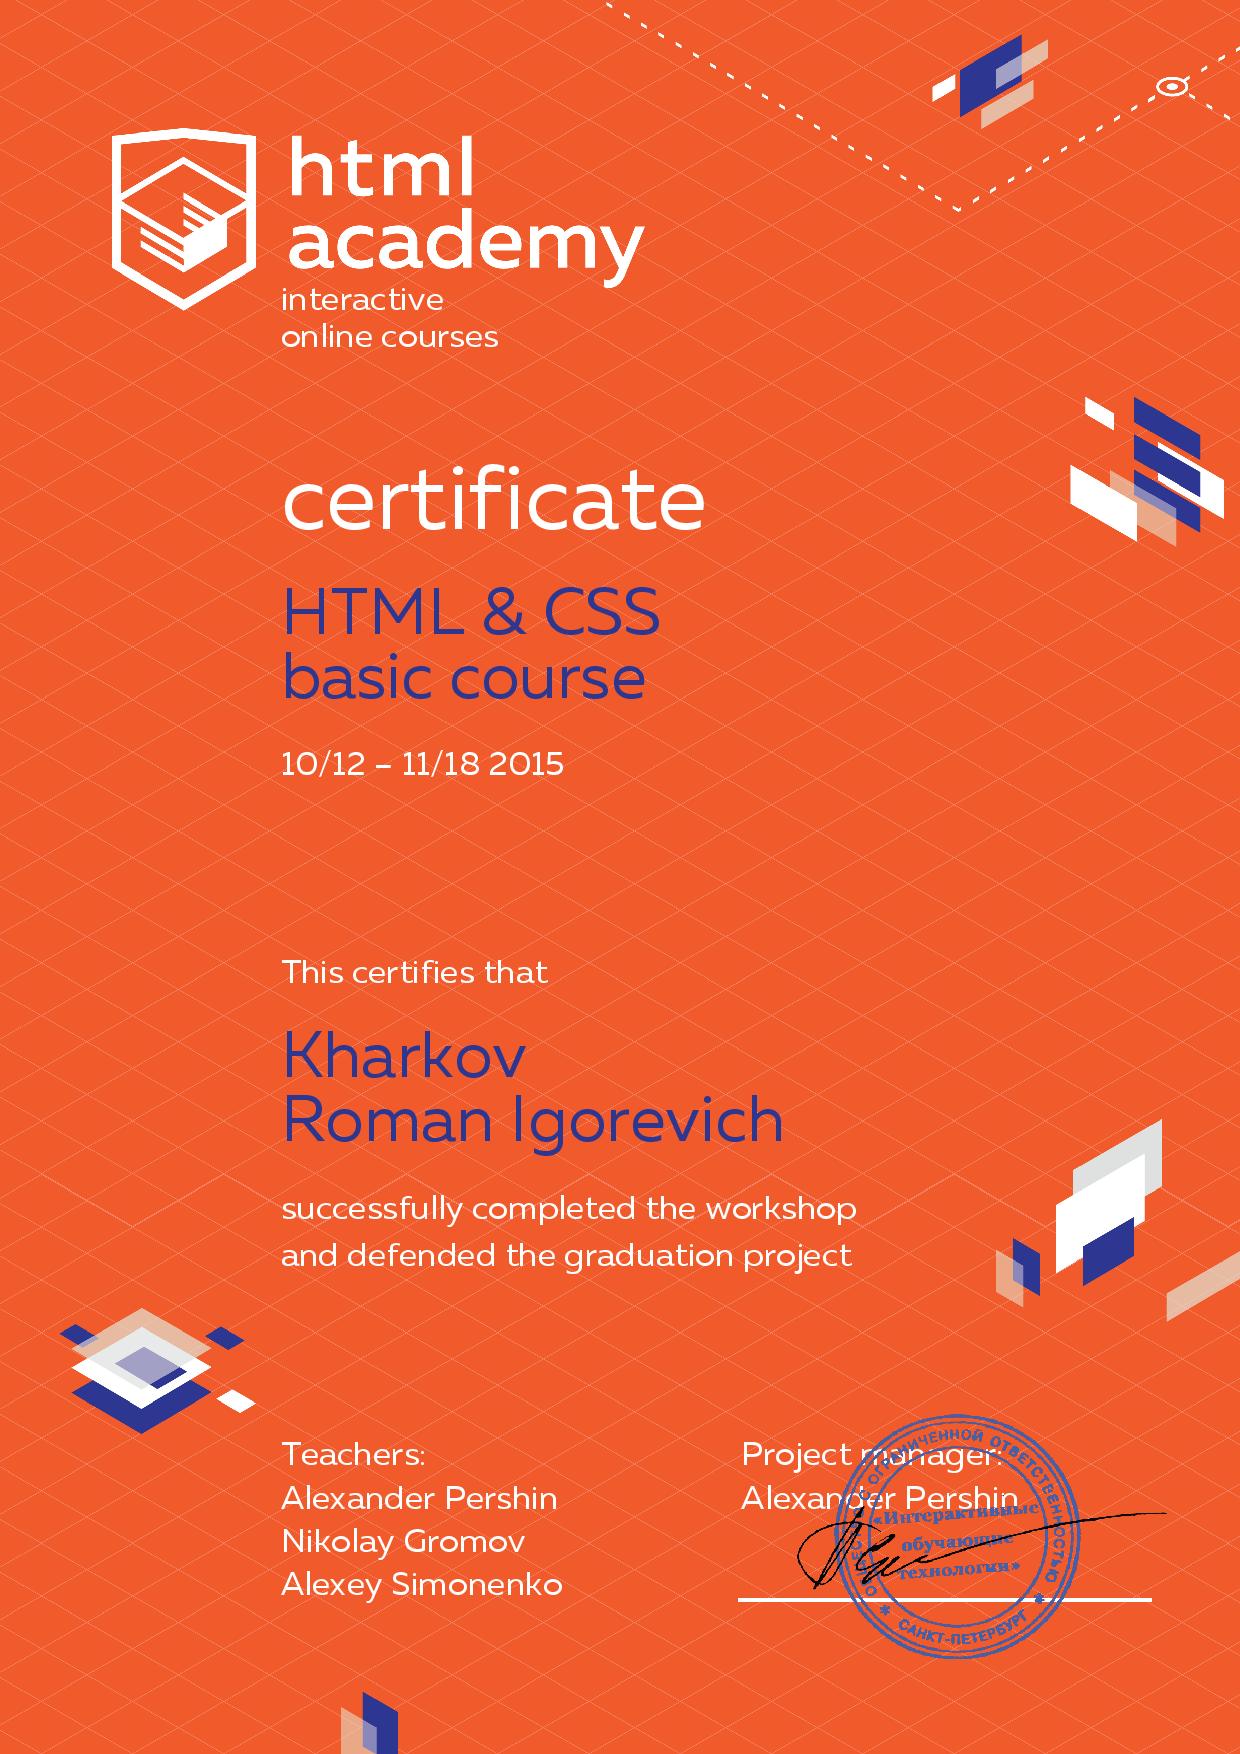 html
academy
interactive
online courses
certificate
HTML & CSS
basic course
10/12 – 11/18 2015
This certifies that
Kharkov
Roman Igorevich
successfully completed the workshop
and defended the graduation project
Teachers:
Alexander Pershin
Nikolay Gromov
Alexey Simonenko
Project manager:
Alexander Pershin
ОБЩЕСТВО С ОГРАНИЧЕННОЙ ОТВЕТСТВЕННОСТЬЮ
«Интерактивные
обучающие
технологии»
* САНКТ-ПЕТЕРБУРГ *